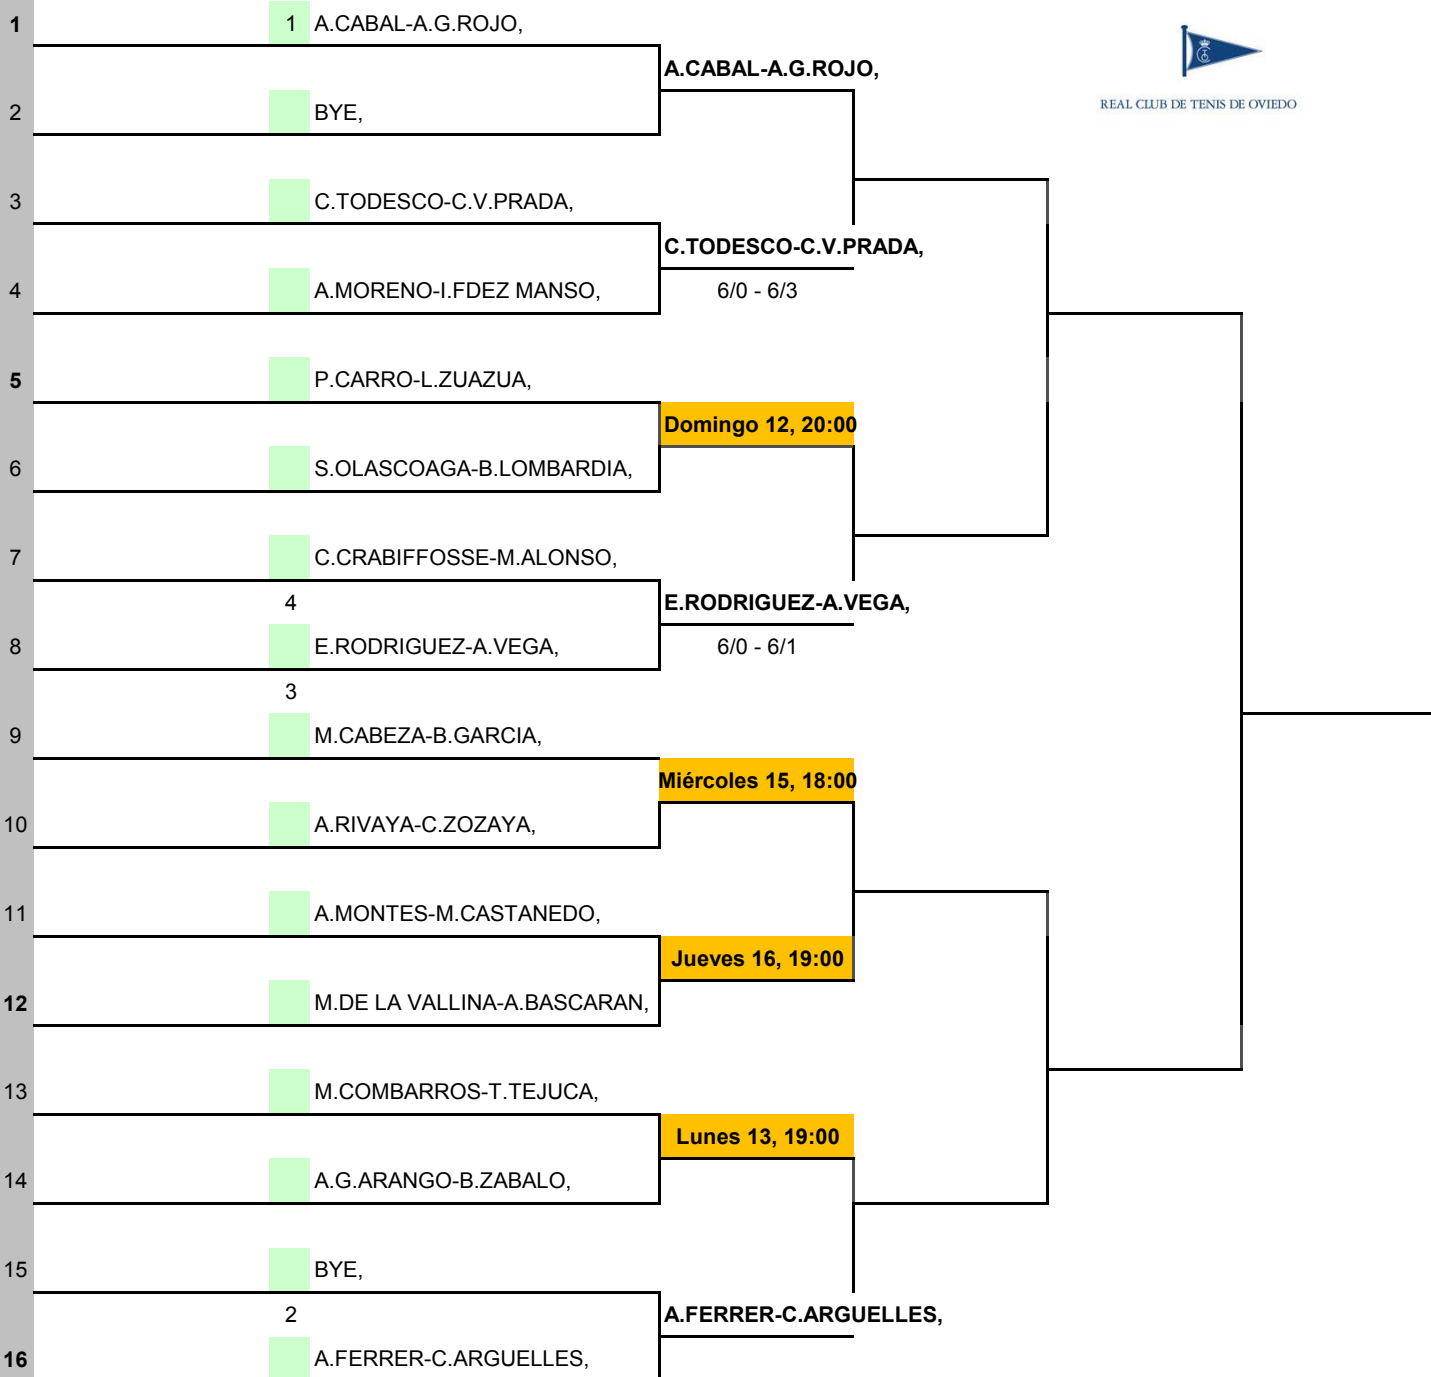 1 1 A.CABAL-A.G.ROJO,
A.CABAL-A.G.ROJO,
REAL CLUB DE TENIS DE OVIEDO
2 BYE,
3 C.TODESCO-C.V.PRADA,
C.TODESCO-C.V.PRADA,
4 A.MORENO-I.FDEZ MANSO, 6/0 - 6/3
5 P.CARRO-L.ZUAZUA,
Domingo 12, 20:00
6 S.OLASCOAGA-B.LOMBARDIA,
7 C.CRABIFFOSSE-M.ALONSO,
4 E.RODRIGUEZ-A.VEGA,
8 E.RODRIGUEZ-A.VEGA, 6/0 - 6/1
3
9 M.CABEZA-B.GARCIA,
Miércoles 15, 18:00
10 A.RIVAYA-C.ZOZAYA,
11 A.MONTES-M.CASTANEDO,
Jueves 16, 19:00
12 M.DE LA VALLINA-A.BASCARAN,
13 M.COMBARROS-T.TEJUCA,
Lunes 13, 19:00
14 A.G.ARANGO-B.ZABALO,
15 BYE,
2 A.FERRER-C.ARGUELLES,
16 A.FERRER-C.ARGUELLES,